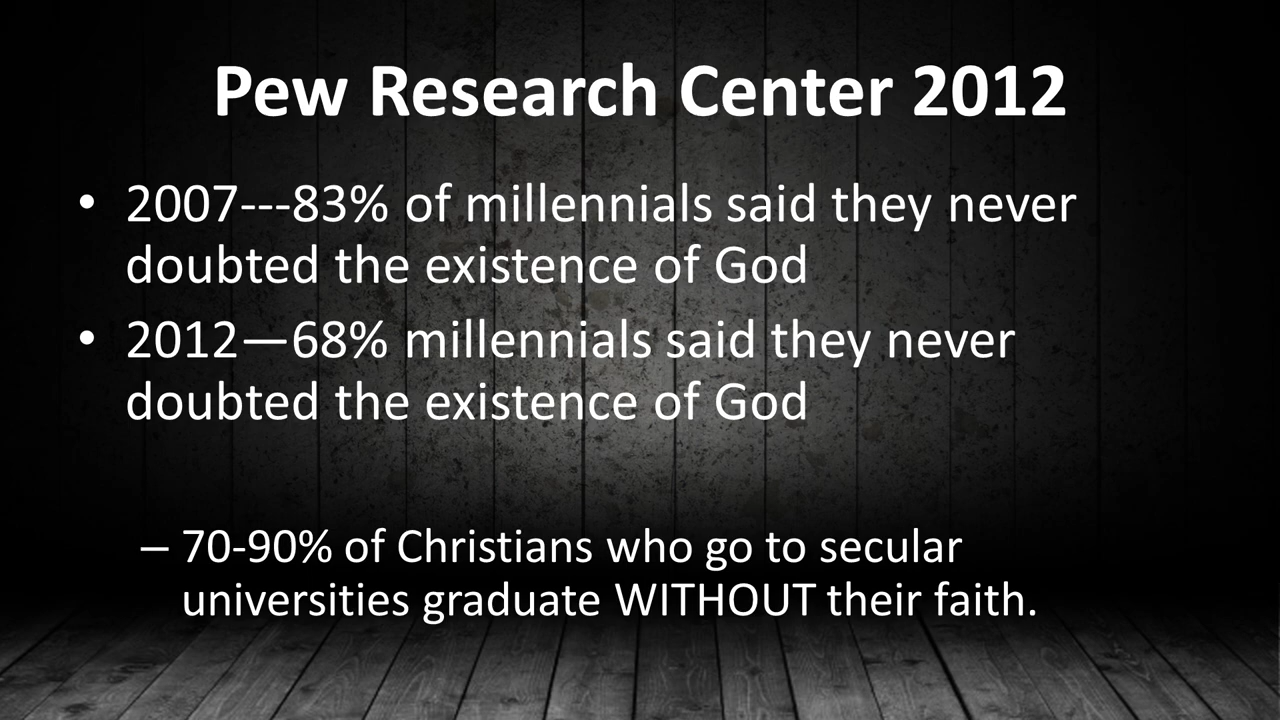 Pew Research Center 2012
• 2007---83% of millennials said they never
doubted the existence of God
• 2012—68% millennials said they never
doubted the existence of God
– 70-90% of Christians who go to secular
universities graduate WITHOUT their faith.